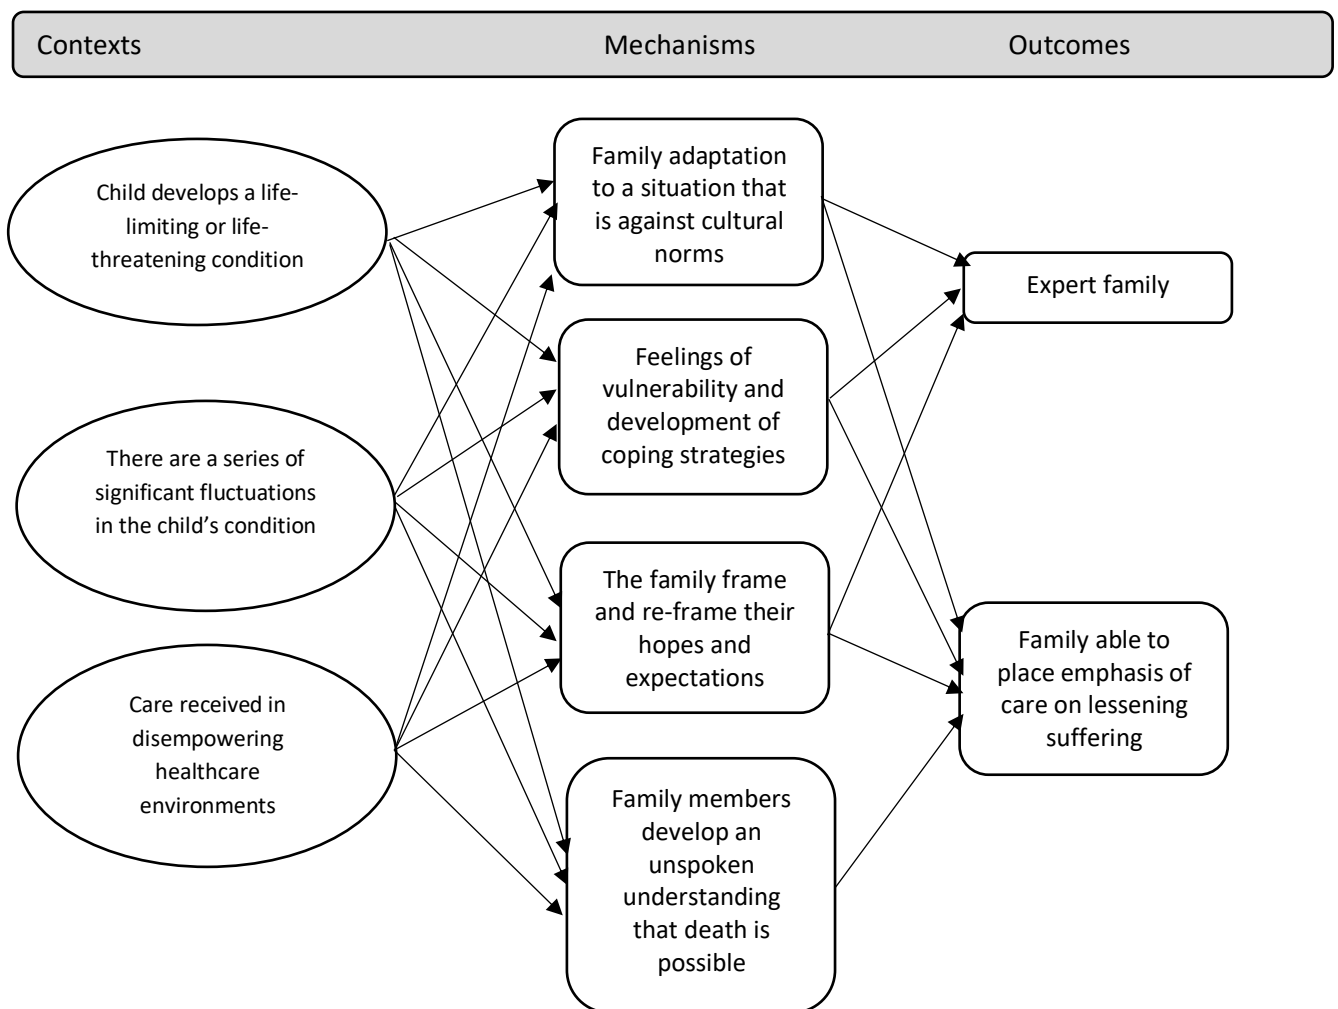 Contexts
Mechanisms
Outcomes
Child develops a life-
limiting or life-
threatening condition
There are a series of
significant fluctuations
in the child’s condition
Care received in
disempowering
healthcare
environments
Family adaptation
to a situation that
is against cultural
norms
Feelings of
vulnerability and
development of
coping strategies
The family frame
and re-frame their
hopes and
expectations
Family members
develop an
unspoken
understanding
that death is
possible
Expert family
Family able to
place emphasis of
care on lessening
suffering